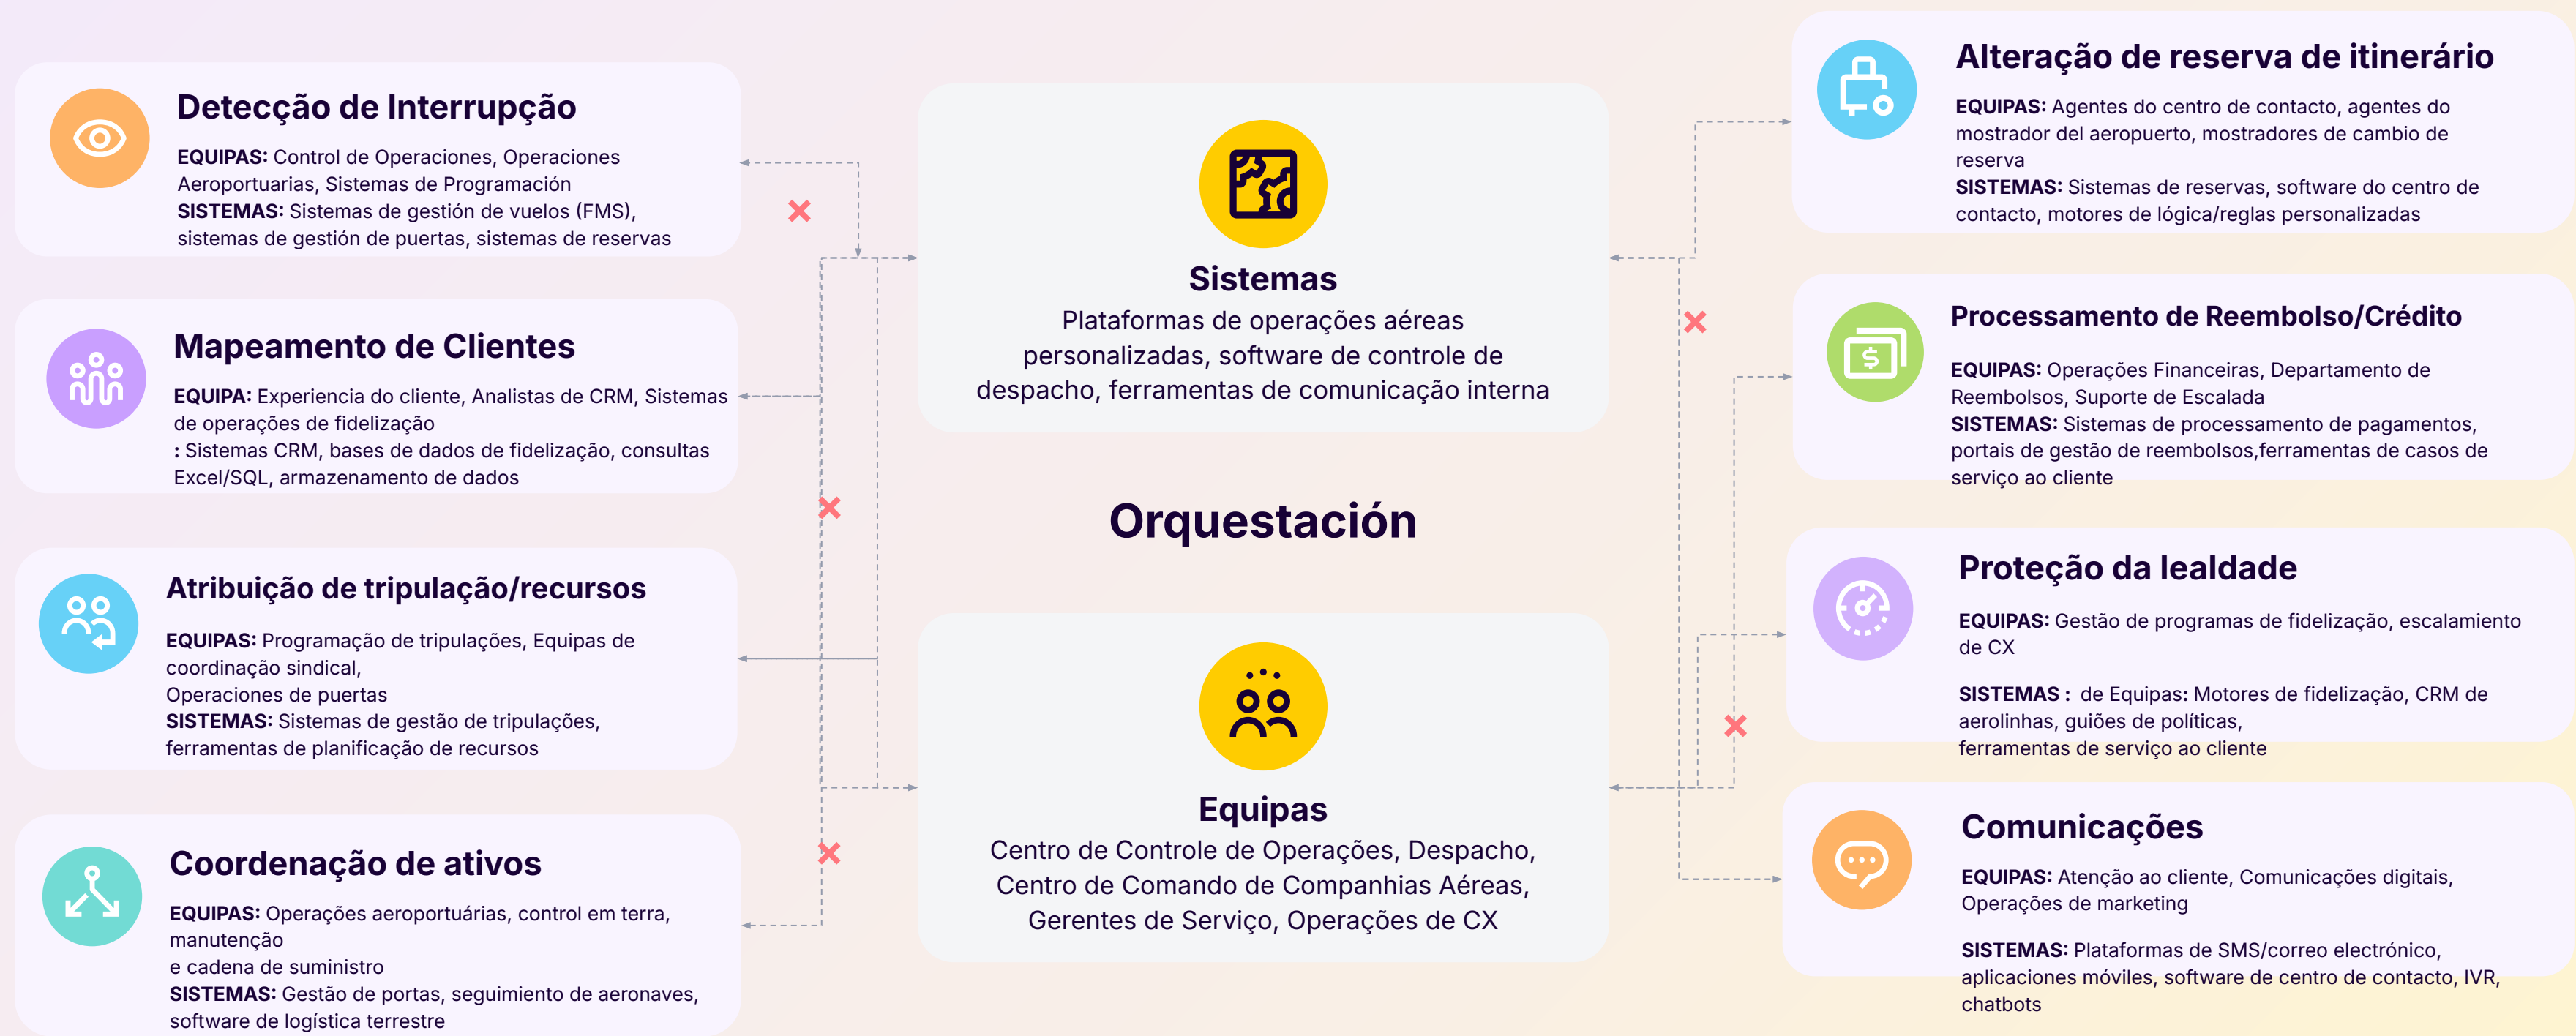 Detecção de Interrupção
EQUIPAS: Control de Operaciones, Operaciones
Aeroportuarias, Sistemas de Programación
SISTEMAS: Sistemas de gestión de vuelos (FMS),
sistemas de gestión de puertas, sistemas de reservas
Mapeamento de Clientes
EQUIPA: Experiencia do cliente, Analistas de CRM, Sistemas
de operações de fidelização
: Sistemas CRM, bases de dados de fidelização, consultas
Excel/SQL, armazenamento de dados
Atribuição de tripulação/recursos
EQUIPAS: Programação de tripulações, Equipas de
coordinação sindical,
Operaciones de puertas
SISTEMAS: Sistemas de gestão de tripulações,
ferramentas de planificação de recursos
Coordenação de ativos
EQUIPAS: Operações aeroportuárias, control em terra,
manutenção
e cadena de suministro
SISTEMAS: Gestão de portas, seguimiento de aeronaves,
software de logística terrestre
Sistemas
Plataformas de operações aéreas
personalizadas, software de controle de
despacho, ferramentas de comunicação interna
Orquestación
Equipas
Centro de Controle de Operações, Despacho,
Centro de Comando de Companhias Aéreas,
Gerentes de Serviço, Operações de CX
Alteração de reserva de itinerário
EQUIPAS: Agentes do centro de contacto, agentes do
mostrador del aeropuerto, mostradores de cambio de
reserva
SISTEMAS: Sistemas de reservas, software do centro de
contacto, motores de lógica/reglas personalizadas
Processamento de Reembolso/Crédito
EQUIPAS: Operações Financeiras, Departamento de
Reembolsos, Suporte de Escalada
SISTEMAS: Sistemas de processamento de pagamentos,
portais de gestão de reembolsos,ferramentas de casos de
serviço ao cliente
Proteção da lealdade
EQUIPAS: Gestão de programas de fidelização, escalamiento
de CX
SISTEMAS :  de Equipas: Motores de fidelização, CRM de
aerolinhas, guiões de políticas,
ferramentas de serviço ao cliente
Comunicações
EQUIPAS: Atenção ao cliente, Comunicações digitais,
Operações de marketing
SISTEMAS: Plataformas de SMS/correo electrónico,
aplicaciones móviles, software de centro de contacto, IVR,
chatbots